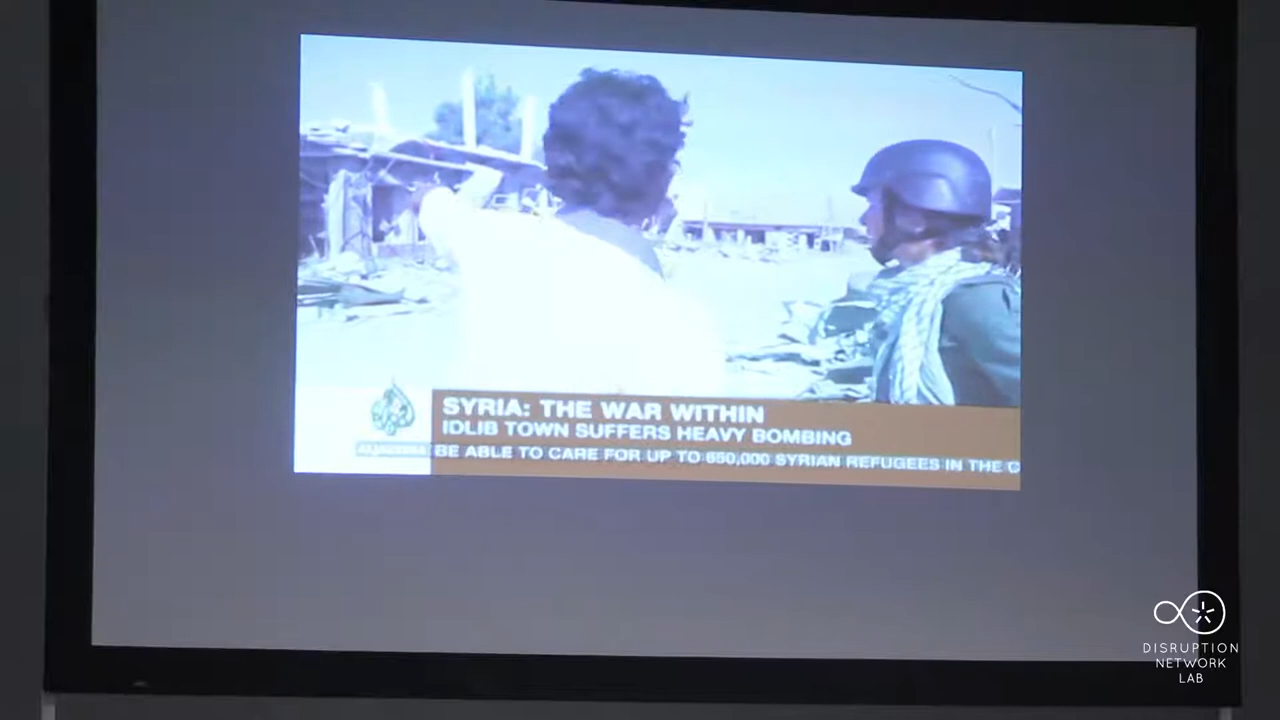 SYRIA: THE WAR WITHIN
IDLIB TOWN SUFFERS HEAVY BOMBING
ALJAZEERA
BE ABLE TO CARE FOR UP TO 650,000 SYRIAN REFUGEES IN THE C
DISRUPTION
NETWORK
LAB